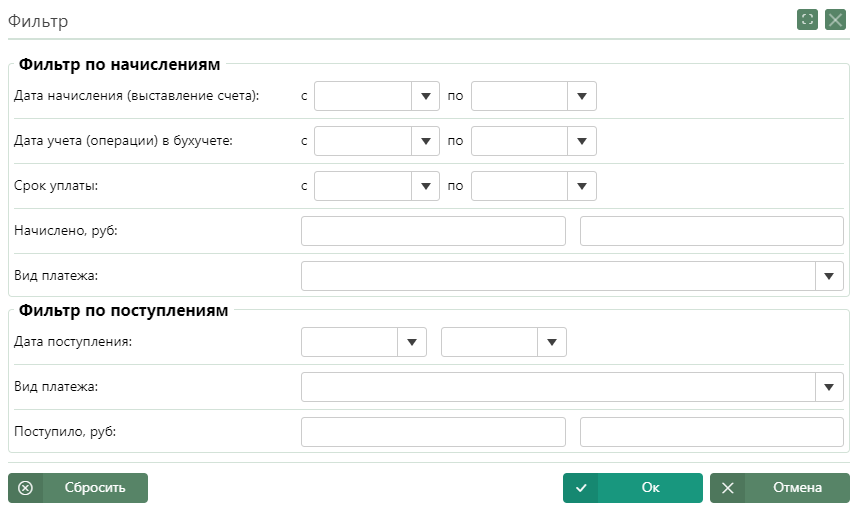 Фильтр
Фильтр по начислениям
Дата начисления (выставление счета): с по
Дата учета (операции) в бухучете: с по
Срок уплаты: с по
Начислено, руб:
Вид платежа:
Фильтр по поступлениям
Дата поступления:
Вид платежа:
Поступило, руб:
Сбросить Ок Отмена